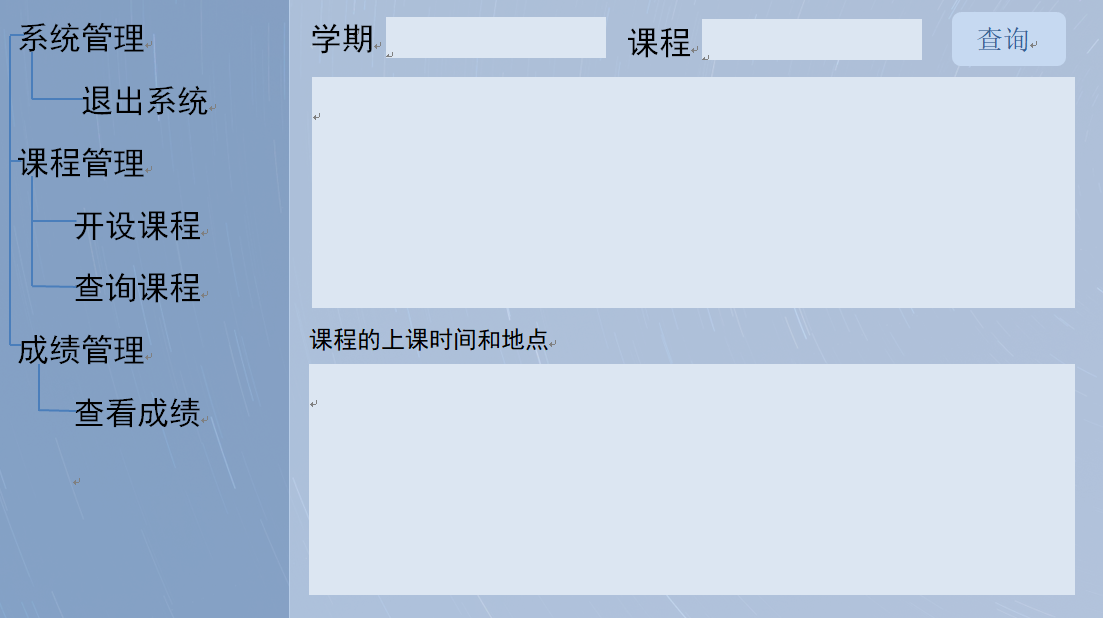 系统管理
退出系统
课程管理
开设课程
查询课程
成绩管理
查看成绩
学期
课程
查询
课程的上课时间和地点